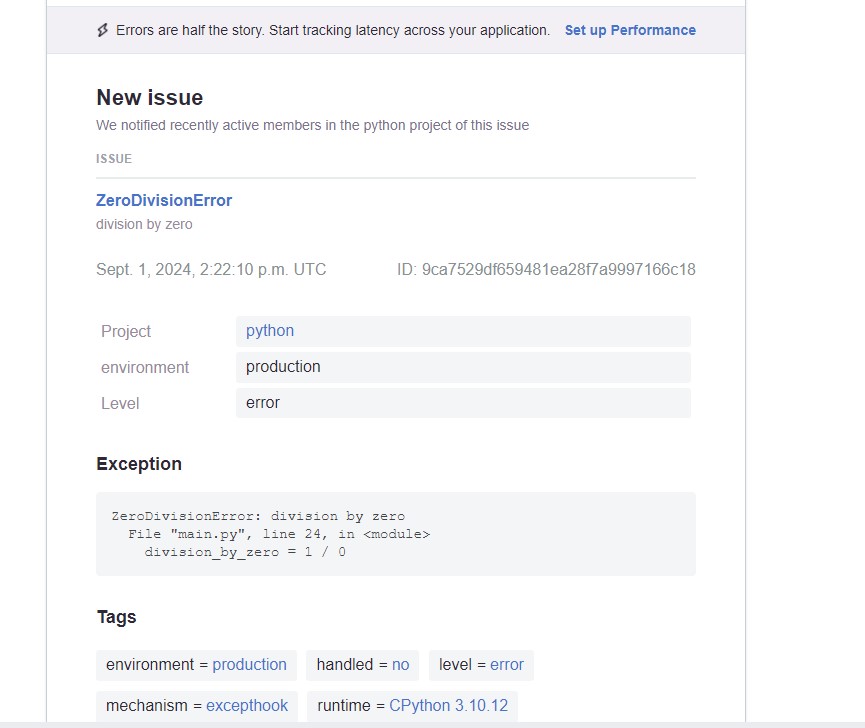 Errors are half the story. Start tracking latency across your application. Set up Performance
New issue
We notified recently active members in the python project of this issue
ISSUE
ZeroDivisionError
division by zero
Sept. 1, 2024, 2:22:10 p.m. UTC ID: 9ca7529df659481ea28f7a9997166c18
Project python
environment production
Level error
Exception
ZeroDivisionError: division by zero
  File "main.py", line 24, in <module>
    division_by_zero = 1 / 0
Tags
environment = production handled = no level = error
mechanism = excepthook runtime = CPython 3.10.12